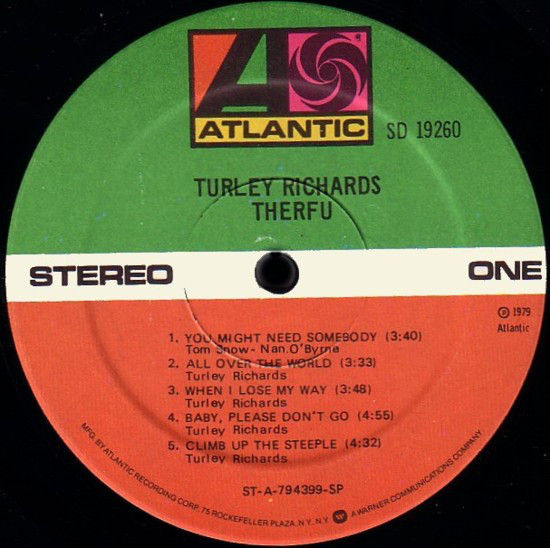 ATLANTIC
SD 19260
TURLEY RICHARDS
THERFU
STEREO
ONE
℗ 1979
Atlantic
1. YOU MIGHT NEED SOMEBODY (3:40)
Tom Snow- Nan.O'Byrne
2. ALL OVER THE WORLD (3:33)
Turley Richards
3. WHEN I LOSE MY WAY (3:48)
Turley Richards
4. BABY, PLEASE DON'T GO (4:55)
Turley Richards
5. CLIMB UP THE STEEPLE (4:32)
Turley Richards
ST-A-794399-SP
MFG. BY ATLANTIC RECORDING CORP., 75 ROCKEFELLER PLAZA, N.Y., N.Y. A WARNER COMMUNICATIONS COMPANY